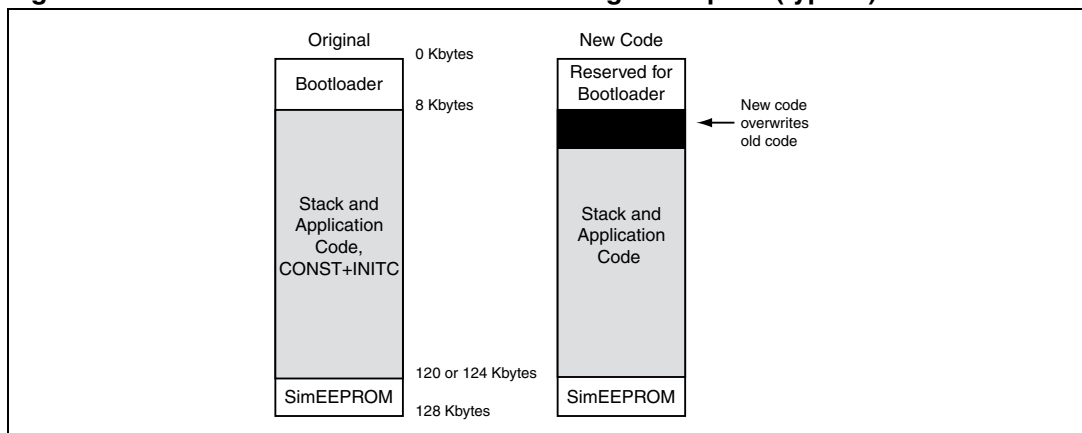 Original
0 Kbytes
Bootloader
8 Kbytes
Stack and
Application
Code,
CONST+INITC
120 or 124 Kbytes
SimEEPROM
128 Kbytes
New Code
Reserved for
Bootloader
New code
overwrites
old code
Stack and
Application
Code
SimEEPROM